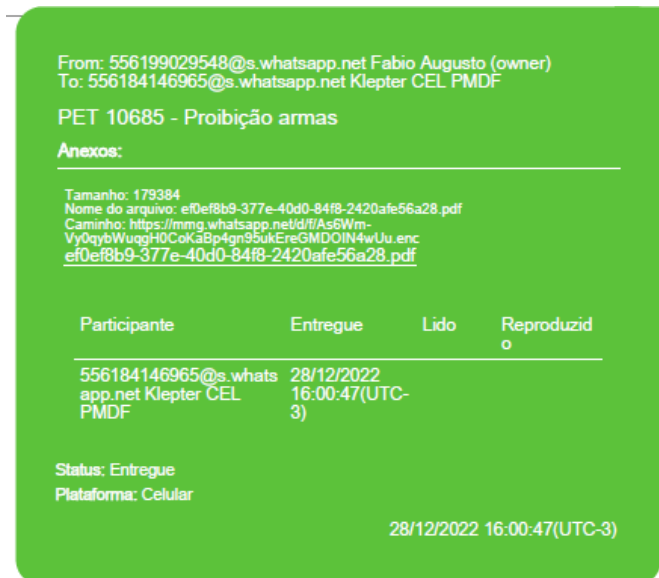 From: 556199029548@s.whatsapp.net Fabio Augusto (owner)
To: 556184146965@s.whatsapp.net Klepter CEL PMDF
PET 10685 - Proibição armas
Anexos:
Tamanho: 179384
Nome do arquivo: ef0ef8b9-377e-40d0-84f8-2420afe56a28.pdf
Caminho: https://mmg.whatsapp.net/d/f/As6Wm-
Vy0qybWuqgH0CoKaBp4gn95ukEreGMDOIN4wUu.enc
ef0ef8b9-377e-40d0-84f8-2420afe56a28.pdf
Participante Entregue Lido Reproduzid
o
556184146965@s.whats 28/12/2022
app.net Klepter CEL 16:00:47(UTC-
PMDF 3)
Status: Entregue
Plataforma: Celular
28/12/2022 16:00:47(UTC-3)